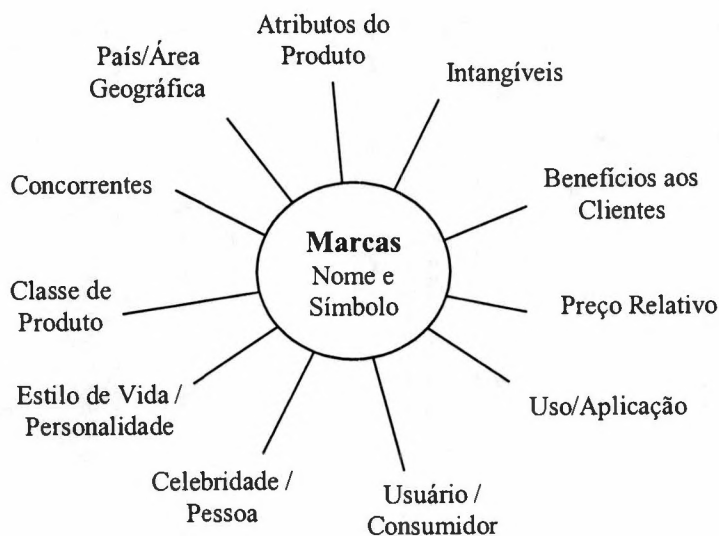 Atributos do
Produto
País/Área
Geográfica
Intangíveis
Concorrentes
Benefícios aos
Clientes
Marcas
Nome e
Símbolo
Classe de
Produto
Preço Relativo
Estilo de Vida /
Personalidade
Uso/Aplicação
Celebridade /
Pessoa
Usuário /
Consumidor